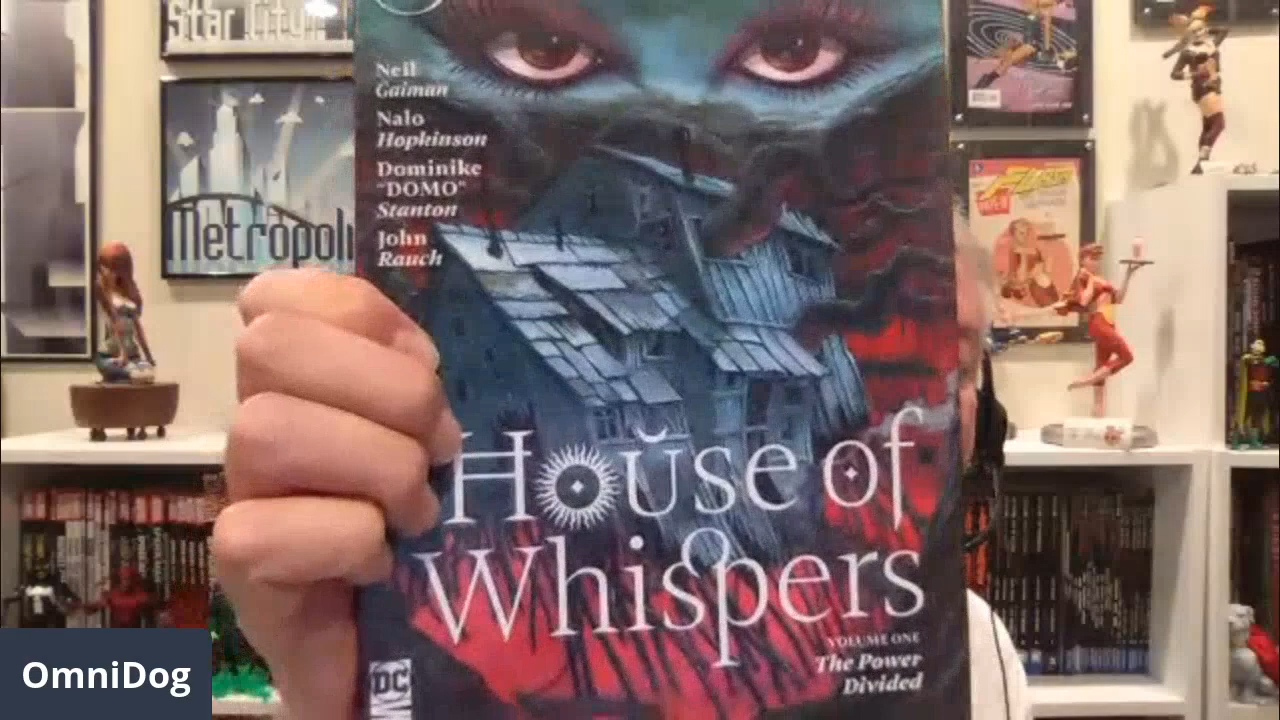 Star City
Metropoli
Neil
Gaiman
Nalo
Hopkinson
Dominike
"DOMO"
Stanton
John
Rauch
House of
Whispers
VOLUME ONE
The Power
Divided
DC
OmniDog